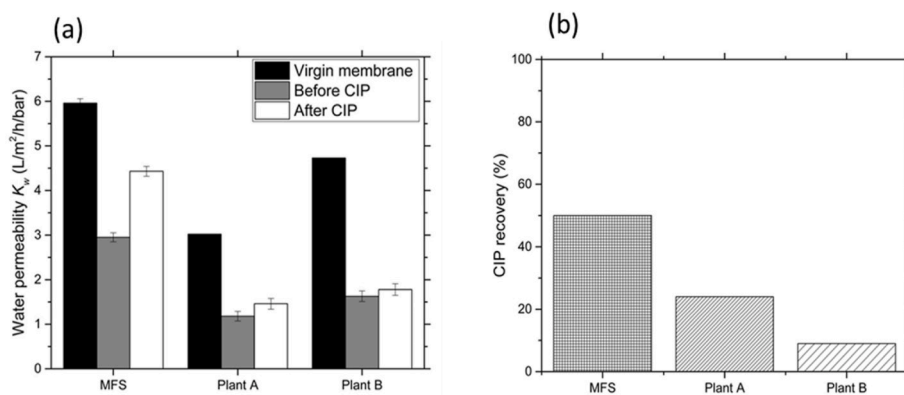 (a)
Water permeability Kw (L/m²/h/bar)
7
6
5
4
3
2
1
0
Virgin membrane
Before CIP
After CIP
MFS Plant A Plant B
(b)
CIP recovery (%)
100
80
60
40
20
0
MFS Plant A Plant B